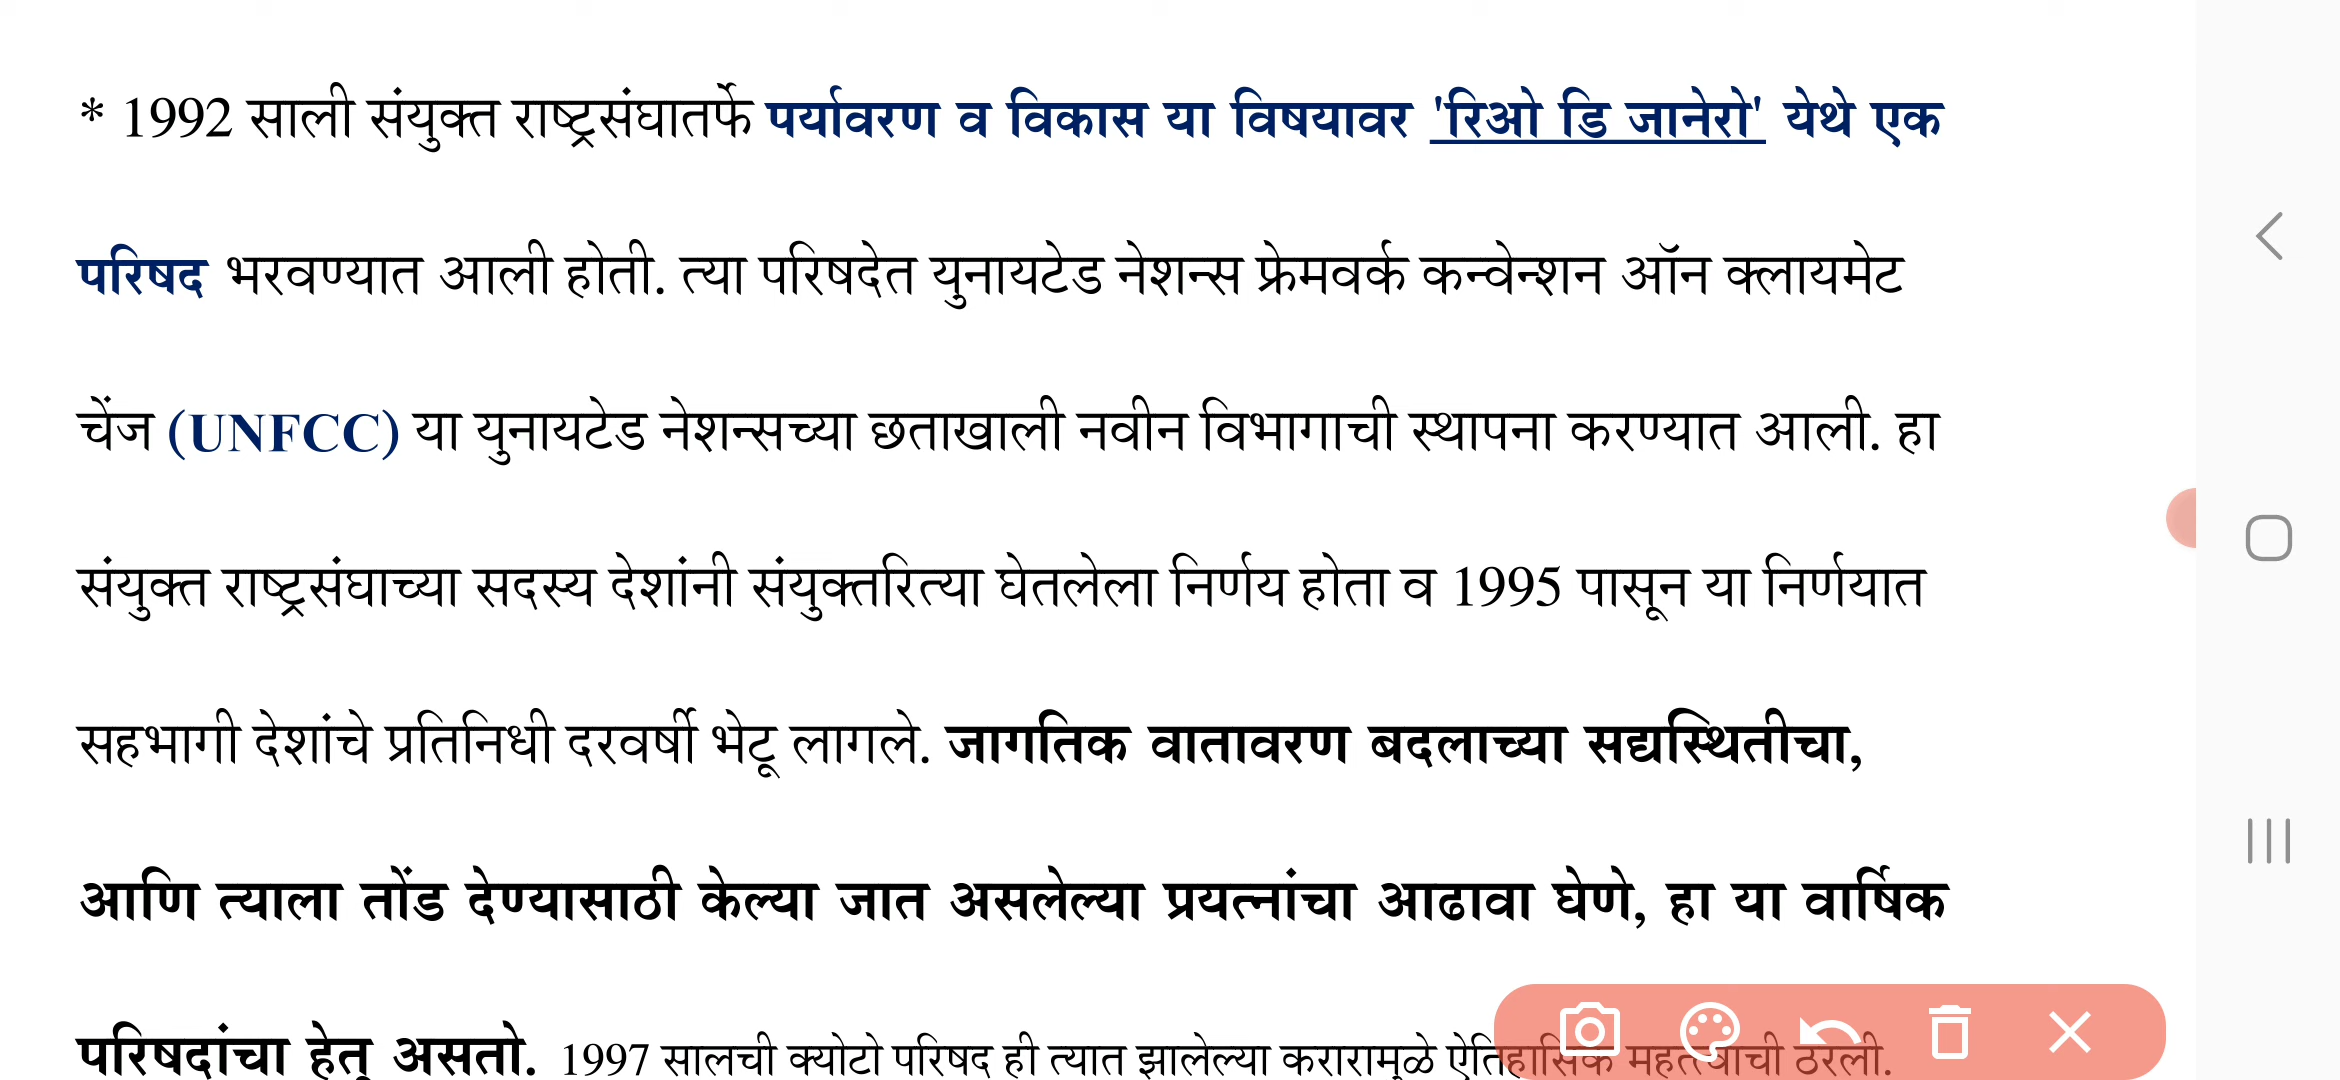 * 1992 साली संयुक्त राष्ट्रसंघातर्फे पर्यावरण व विकास या विषयावर 'रिओ डि जानेरो' येथे एक
परिषद भरवण्यात आली होती. त्या परिषदेत युनायटेड नेशन्स फ्रेमवर्क कन्वेन्शन ऑन क्लायमेट
चेंज (UNFCC) या युनायटेड नेशन्सच्या छताखाली नवीन विभागाची स्थापना करण्यात आली. हा
संयुक्त राष्ट्रसंघाच्या सदस्य देशांनी संयुक्तरित्या घेतलेला निर्णय होता व 1995 पासून या निर्णयात
सहभागी देशांचे प्रतिनिधी दरवर्षी भेटू लागले. जागतिक वातावरण बदलाच्या सद्यस्थितीचा,
आणि त्याला तोंड देण्यासाठी केल्या जात असलेल्या प्रयत्नांचा आढावा घेणे, हा या वार्षिक
परिषदांचा हेतू असतो. 1997 सालची क्योटो परिषद ही त्यात झालेल्या करारामुळे ऐतिहासिक महत्त्वाची ठरली.